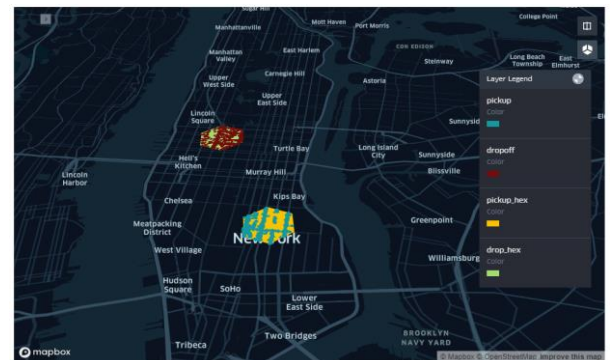 Sugar Hill
Manhattanville
Mott Haven
Port Morris
College Point
Manhattan
Valley
East Harlem
CON EDISON
Steinway
Long Beach
Township
East
Elmhurst
Upper
West Side
Carnegie Hill
Astoria
Upper
East Side
Lincoln
Square
Layer Legend
pickup
Color
dropoff
Color
pickup_hex
Color
drop_hex
Color
Sunnysid
Hell's
Kitchen
Turtle Bay
Long Island
City
Sunnyside
Blissville
Lincoln
Harbor
Murray Hill
Chelsea
Kips Bay
Meatpacking
District
Greenpoint
West Village
Williamsburg
Hudson
Square
SoHo
Lower
East Side
Two Bridges
Tribeca
BROOKLYN
NAVY YARD
mapbox
© Mapbox © OpenStreetMap Improve this map